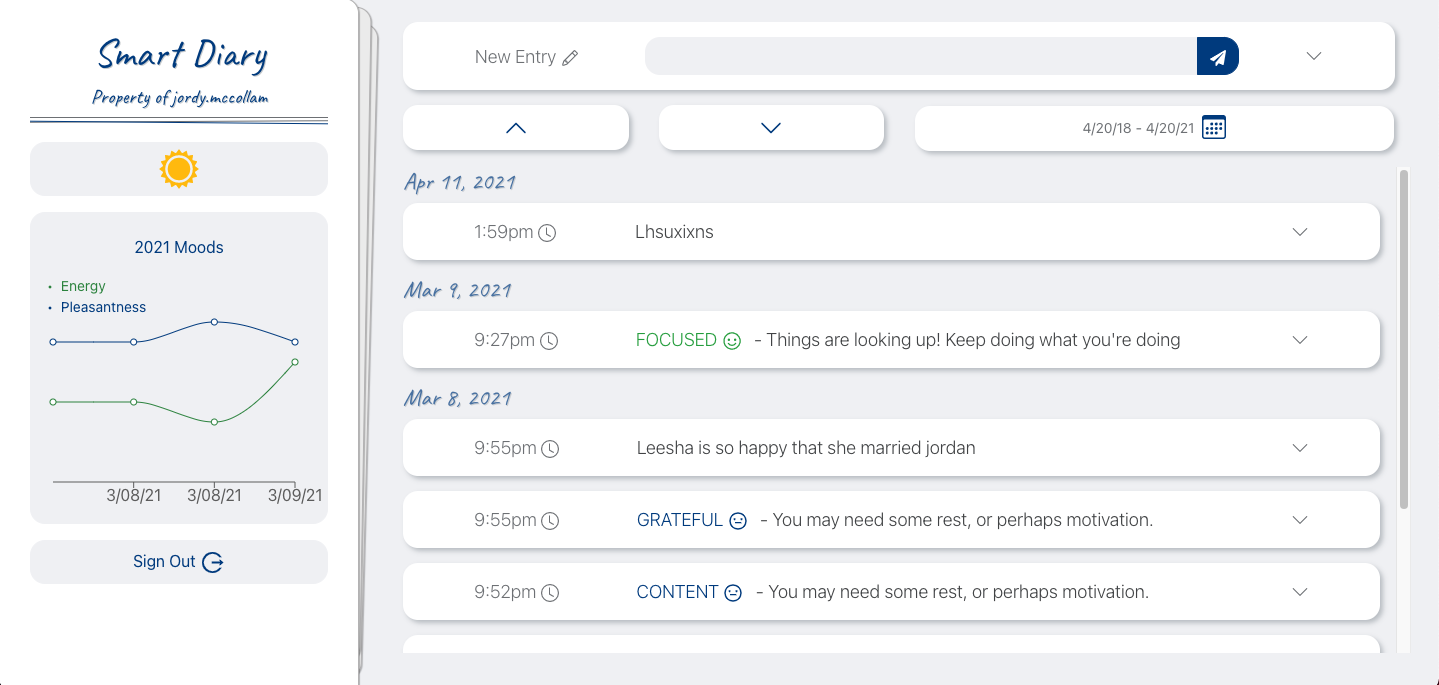 Smart Diary
Property of jordy.mccollam
2021 Moods
Energy
Pleasantness
3/08/21 3/08/21 3/09/21
Sign Out
New Entry
4/20/18 - 4/20/21
Apr 11, 2021
1:59pm Lhsuxixns
Mar 9, 2021
9:27pm FOCUSED - Things are looking up! Keep doing what you're doing
Mar 8, 2021
9:55pm Leesha is so happy that she married jordan
9:55pm GRATEFUL - You may need some rest, or perhaps motivation.
9:52pm CONTENT - You may need some rest, or perhaps motivation.